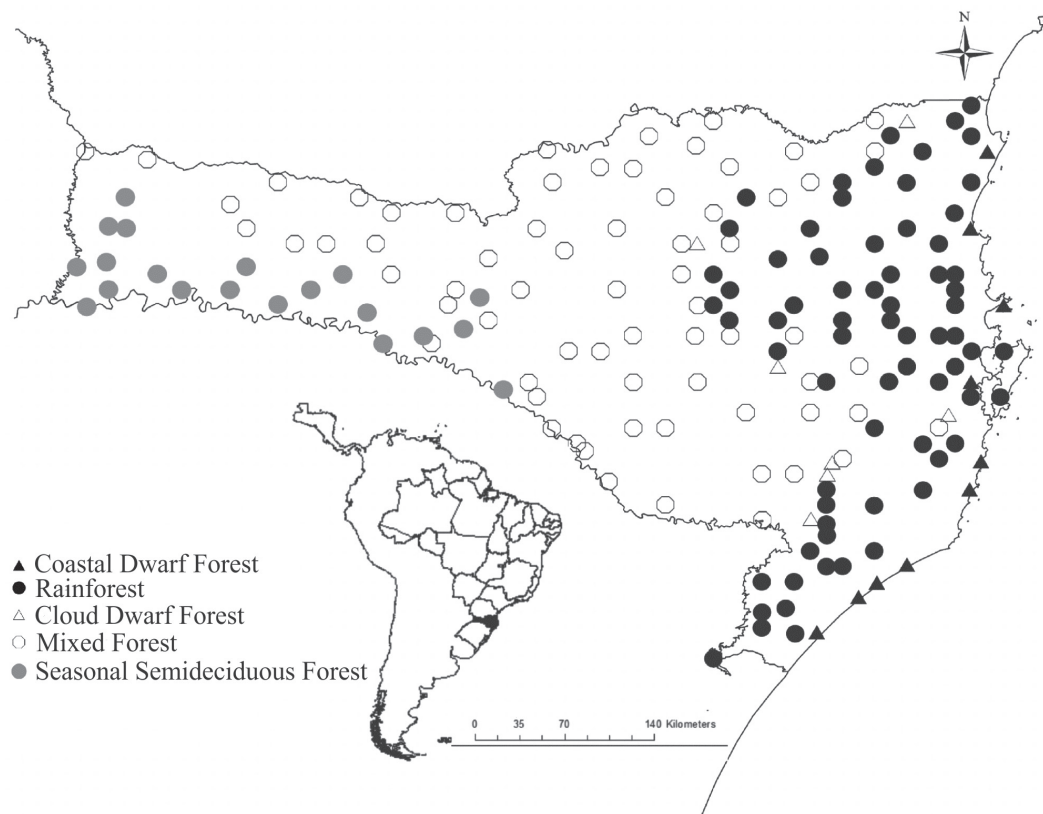 N
Coastal Dwarf Forest
Rainforest
Cloud Dwarf Forest
Mixed Forest
Seasonal Semideciduous Forest
0 35 70 140 Kilometers